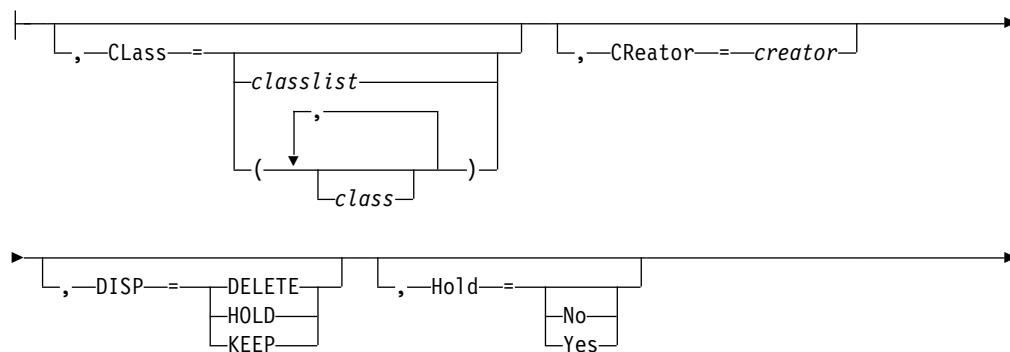 , CLass = , CReator = creator
classlist
,
( class )
, DISP = DELETE , Hold =
HOLD No
KEEP Yes